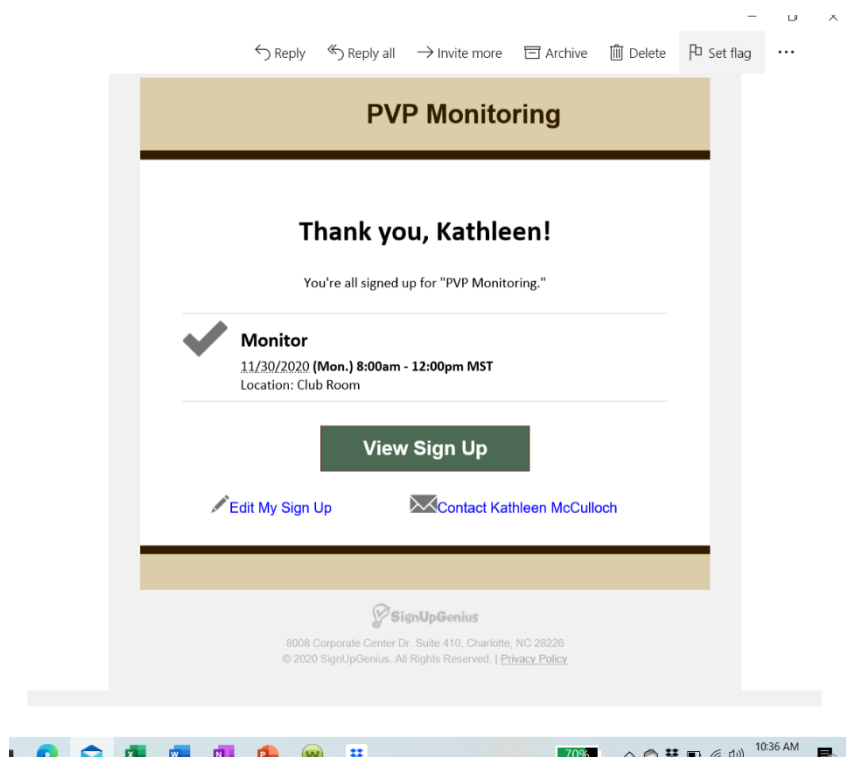 Reply
Reply all
Invite more
Archive
Delete
Set flag
PVP Monitoring
Thank you, Kathleen!
You're all signed up for "PVP Monitoring."
Monitor
11/30/2020 (Mon.) 8:00am - 12:00pm MST
Location: Club Room
View Sign Up
Edit My Sign Up
Contact Kathleen McCulloch
SignUpGenius
8008 Corporate Center Dr. Suite 410, Charlotte, NC 28226
© 2020 SignUpGenius. All Rights Reserved. | Privacy Policy
70%
10:36 AM